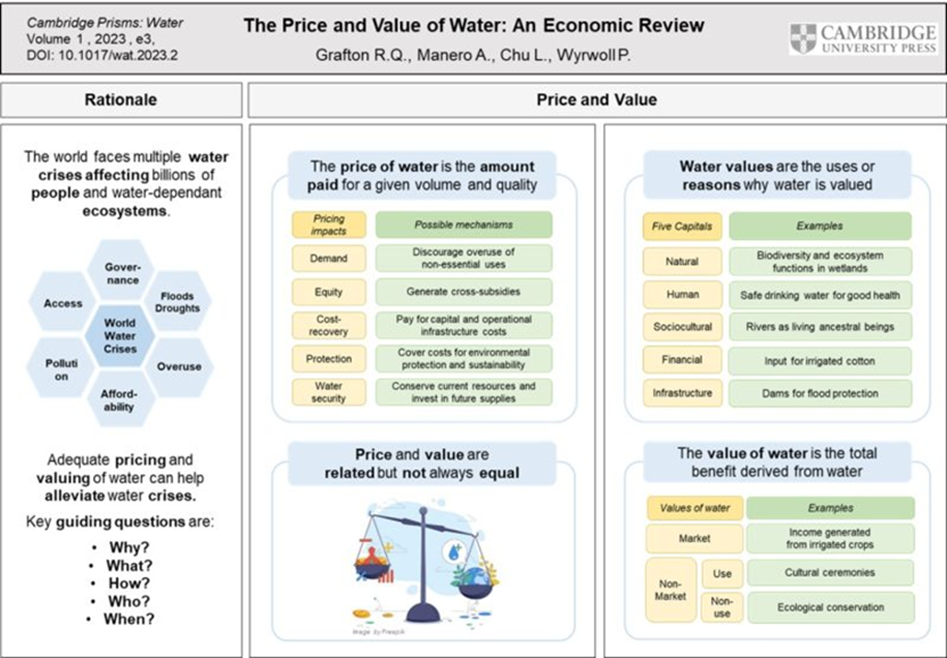 Cambridge Prisms: Water
Volume 1 , 2023 , e3,
DOI: 10.1017/wat.2023.2
The Price and Value of Water: An Economic Review
Grafton R.Q., Manero A., Chu L., Wyrwoll P.
CAMBRIDGE
UNIVERSITY PRESS
Rationale
The world faces multiple water
crises affecting billions of
people and water-dependant
ecosystems.
Gover-
nance
Access
Floods
Droughts
World
Water
Crises
Polluti
on
Overuse
Afford-
ability
Adequate pricing and
valuing of water can help
alleviate water crises.
Key guiding questions are:
• Why?
• What?
• How?
• Who?
• When?
Price and Value
The price of water is the amount
paid for a given volume and quality
Pricing
impacts
Possible mechanisms
Demand
Discourage overuse of
non-essential uses
Equity
Generate cross-subsidies
Cost-
recovery
Pay for capital and operational
infrastructure costs
Protection
Cover costs for environmental
protection and sustainability
Water
security
Conserve current resources and
invest in future supplies
Price and value are
related but not always equal
Image by Freepik
Water values are the uses or
reasons why water is valued
Five Capitals
Examples
Natural
Biodiversity and ecosystem
functions in wetlands
Human
Safe drinking water for good health
Sociocultural
Rivers as living ancestral beings
Financial
Input for irrigated cotton
Infrastructure
Dams for flood protection
The value of water is the total
benefit derived from water
Values of water
Examples
Market
Income generated
from irrigated crops
Non-
Market
Use
Cultural ceremonies
Non-
use
Ecological conservation